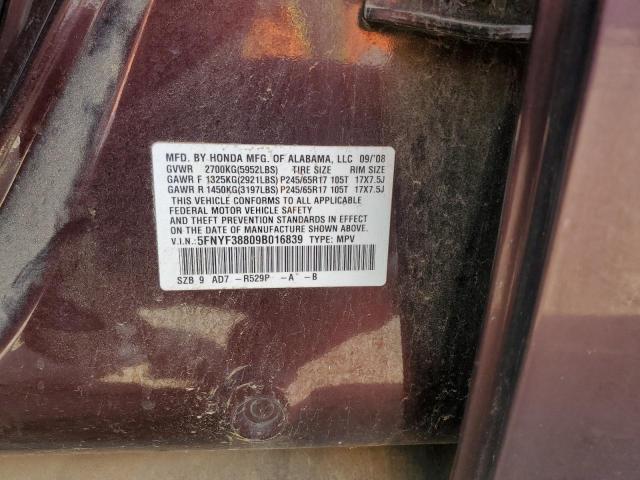 MFD. BY HONDA MFG. OF ALABAMA, LLC 09/'08
GVWR 2700KG(5952LBS) TIRE SIZE RIM SIZE
GAWR F 1325KG(2921LBS) P245/65R17 105T 17X7.5J
GAWR R 1450KG(3197LBS) P245/65R17 105T 17X7.5J
THIS VEHICLE CONFORMS TO ALL APPLICABLE
FEDERAL MOTOR VEHICLE SAFETY
AND THEFT PREVENTION STANDARDS IN EFFECT
ON THE DATE OF MANUFACTURE SHOWN ABOVE.
V.I.N.: 5FNYF38809B016839 TYPE: MPV
SZB 9 AD7 -R529P -A -B